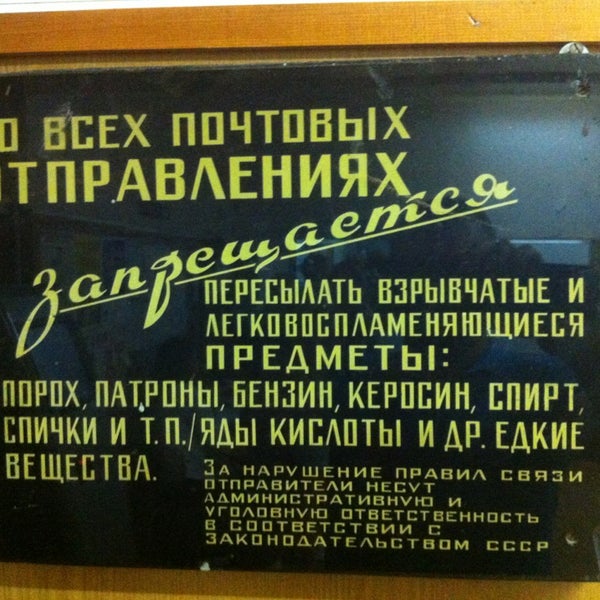 О ВСЕХ ПОЧТОВЫХ
ОТПРАВЛЕНИЯХ
запрещается
ПЕРЕСЫЛАТЬ ВЗРЫВЧАТЫЕ И
ЛЕГКОВОСПЛАМЕНЯЮЩИЕСЯ
ПРЕДМЕТЫ:
ПОРОХ, ПАТРОНЫ, БЕНЗИН, КЕРОСИН, СПИРТ,
СПИЧКИ И Т.П./ЯДЫ КИСЛОТЫ И ДР. ЕДКИЕ
ВЕЩЕСТВА.
ЗА НАРУШЕНИЕ ПРАВИЛ СВЯЗИ
ОТПРАВИТЕЛИ НЕСУТ
АДМИНИСТРАТИВНУЮ И
УГОЛОВНУЮ ОТВЕТСТВЕННОСТЬ
В СООТВЕТСТВИИ С
ЗАКОНОДАТЕЛЬСТВОМ СССР